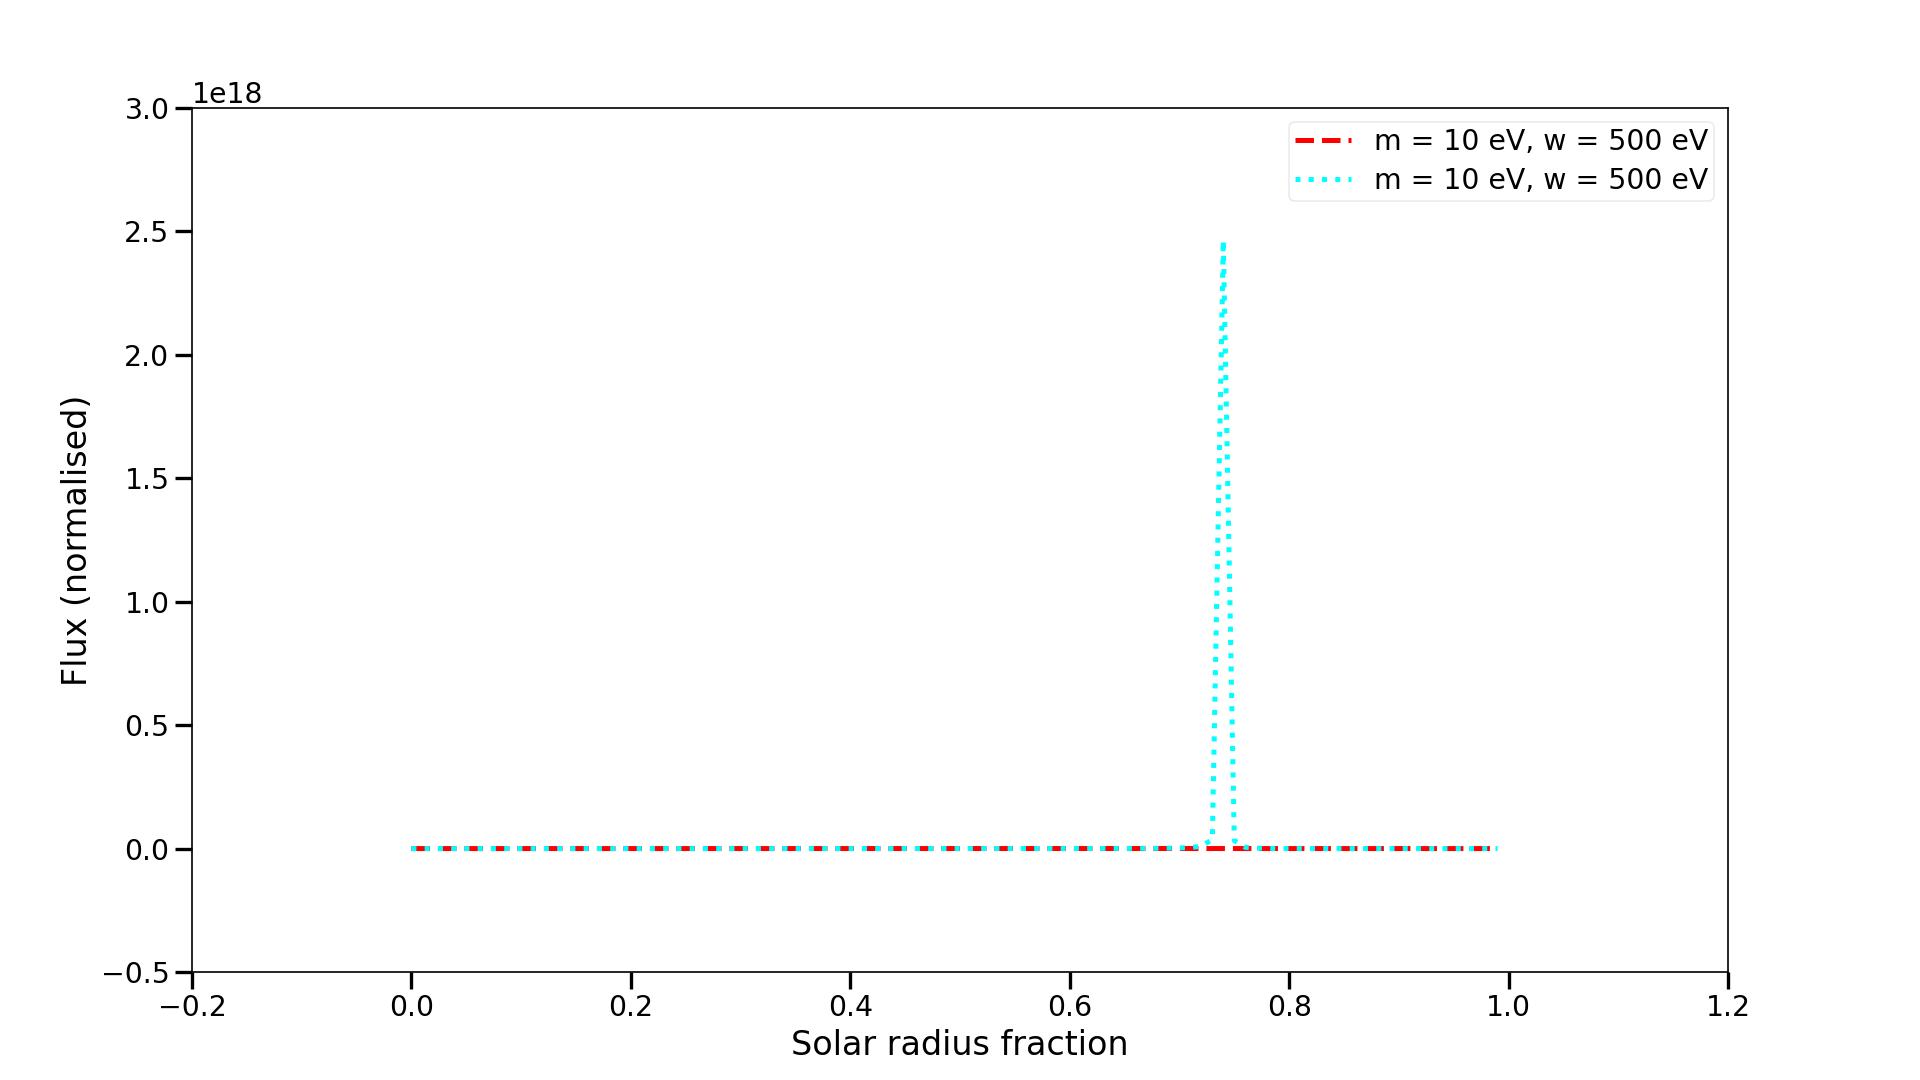 1e18
3.0
2.5
2.0
1.5
1.0
0.5
0.0
−0.5
Flux (normalised)
m = 10 eV, w = 500 eV
m = 10 eV, w = 500 eV
−0.2 0.0 0.2 0.4 0.6 0.8 1.0 1.2
Solar radius fraction